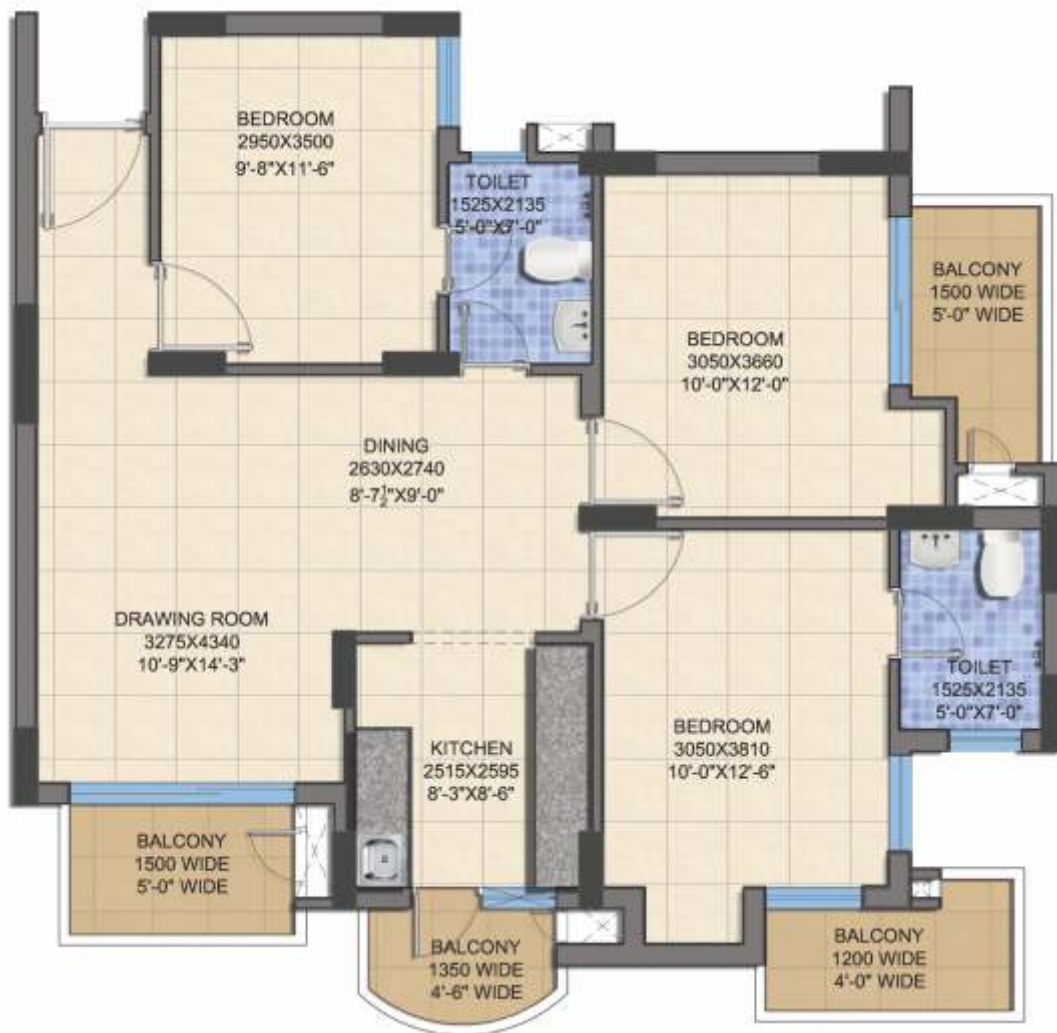 BEDROOM
2950X3500
9'-8"X11'-6"
TOILET
1525X2135
5'-0"X7'-0"
BEDROOM
3050X3660
10'-0"X12'-0"
BALCONY
1500 WIDE
5'-0" WIDE
DINING
2630X2740
8'-7½"X9'-0"
DRAWING ROOM
3275X4340
10'-9"X14'-3"
KITCHEN
2515X2595
8'-3"X8'-6"
BEDROOM
3050X3810
10'-0"X12'-6"
TOILET
1525X2135
5'-0"X7'-0"
BALCONY
1500 WIDE
5'-0" WIDE
BALCONY
1350 WIDE
4'-6" WIDE
BALCONY
1200 WIDE
4'-0" WIDE